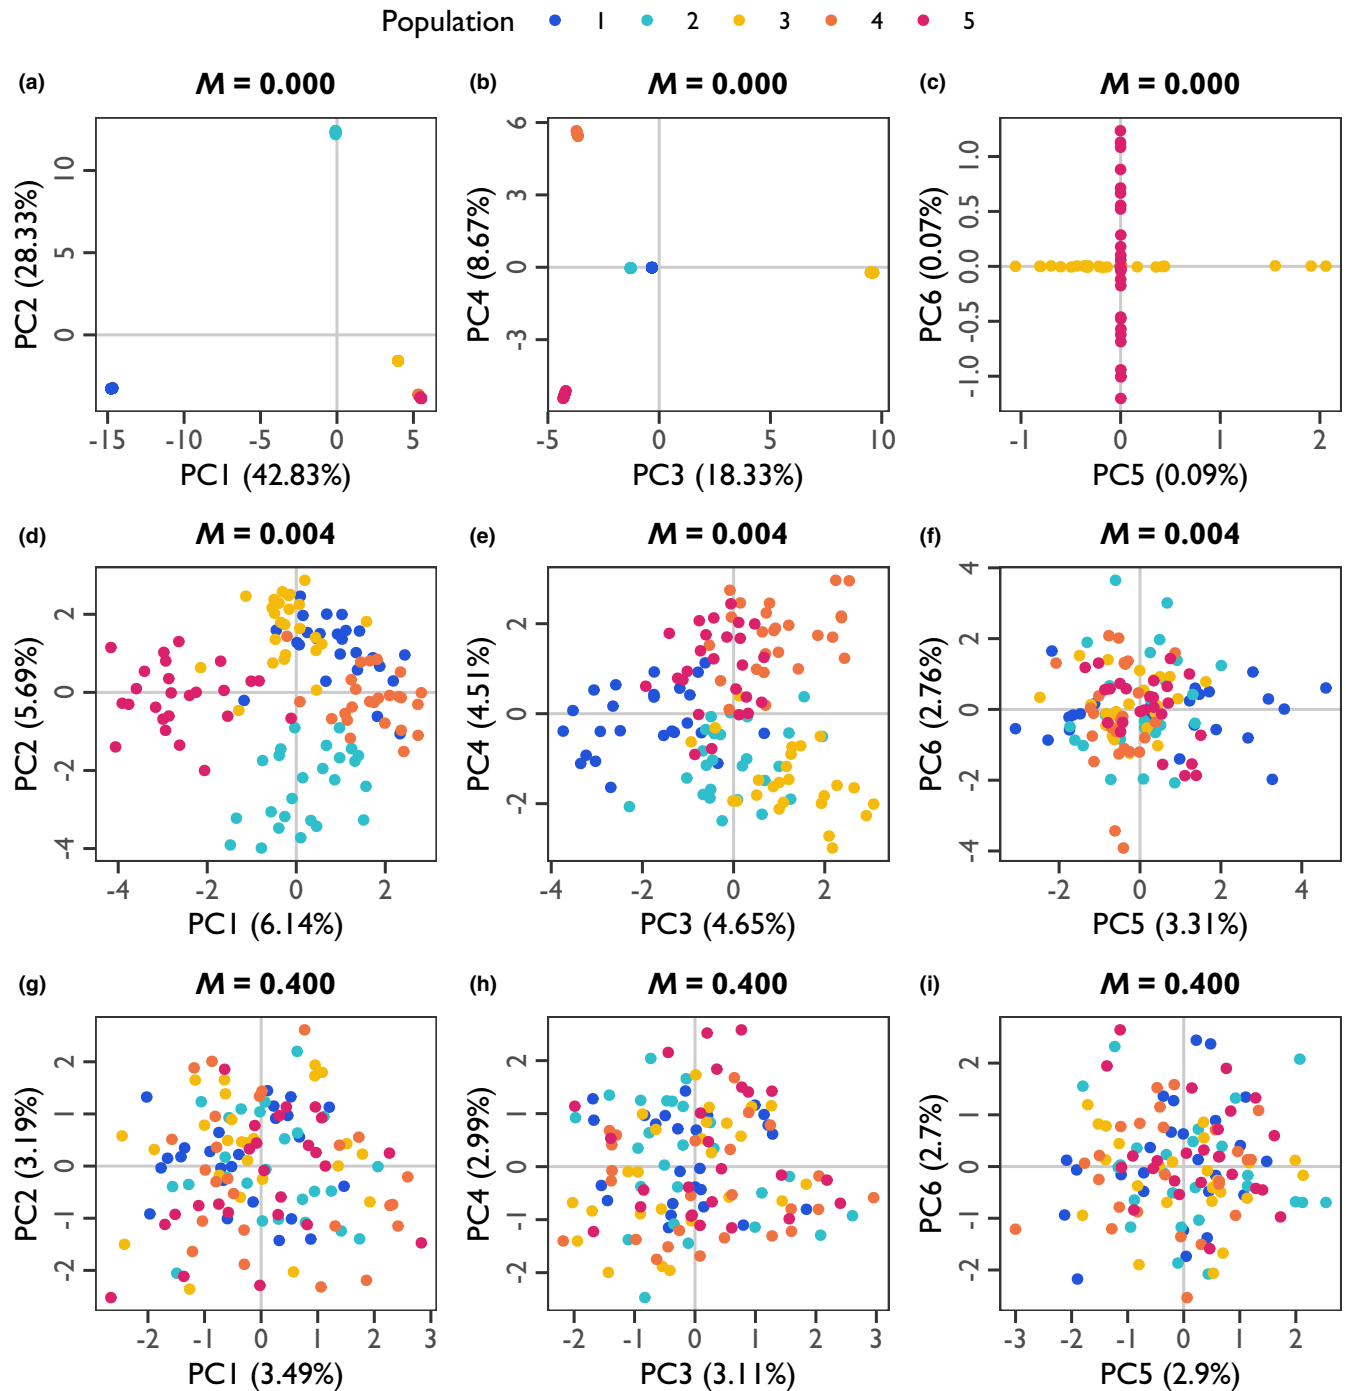 Population 1 2 3 4 5
(a) M = 0.000
(b) M = 0.000
(c) M = 0.000
PC2 (28.33%)
10
5
0
-15 -10 -5 0 5
PC1 (42.83%)
PC4 (8.67%)
6
3
0
-3
-5 0 5 10
PC3 (18.33%)
PC6 (0.07%)
1.0
0.5
0.0
-0.5
-1.0
-1 0 1 2
PC5 (0.09%)
(d) M = 0.004
(e) M = 0.004
(f) M = 0.004
PC2 (5.69%)
2
0
-2
-4
-4 -2 0 2
PC1 (6.14%)
PC4 (4.51%)
2
0
-2
-4 -2 0 2
PC3 (4.65%)
PC6 (2.76%)
4
2
0
-2
-4
-2 0 2 4
PC5 (3.31%)
(g) M = 0.400
(h) M = 0.400
(i) M = 0.400
PC2 (3.19%)
2
1
0
-1
-2
-2 -1 0 1 2 3
PC1 (3.49%)
PC4 (2.99%)
2
1
0
-1
-2
-2 -1 0 1 2 3
PC3 (3.11%)
PC6 (2.7%)
2
1
0
-1
-2
-3 -2 -1 0 1 2
PC5 (2.9%)